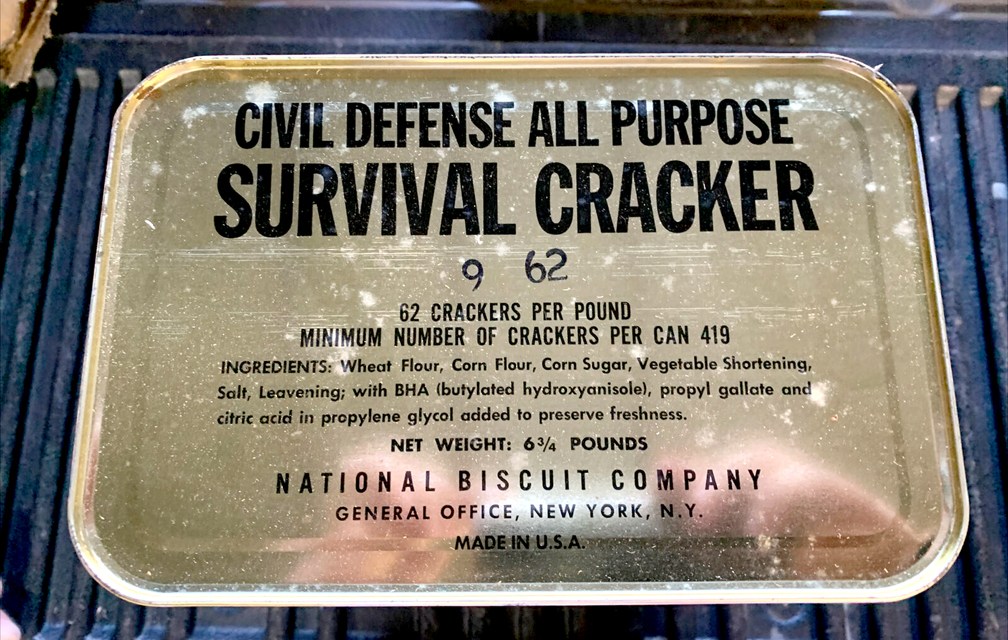 CIVIL DEFENSE ALL PURPOSE
SURVIVAL CRACKER
9 62
62 CRACKERS PER POUND
MINIMUM NUMBER OF CRACKERS PER CAN 419
INGREDIENTS: Wheat Flour, Corn Flour, Corn Sugar, Vegetable Shortening,
Salt, Leavening; with BHA (butylated hydroxyanisole), propyl gallate and
citric acid in propylene glycol added to preserve freshness.
NET WEIGHT: 6¾ POUNDS
NATIONAL BISCUIT COMPANY
GENERAL OFFICE, NEW YORK, N.Y.
MADE IN U.S.A.